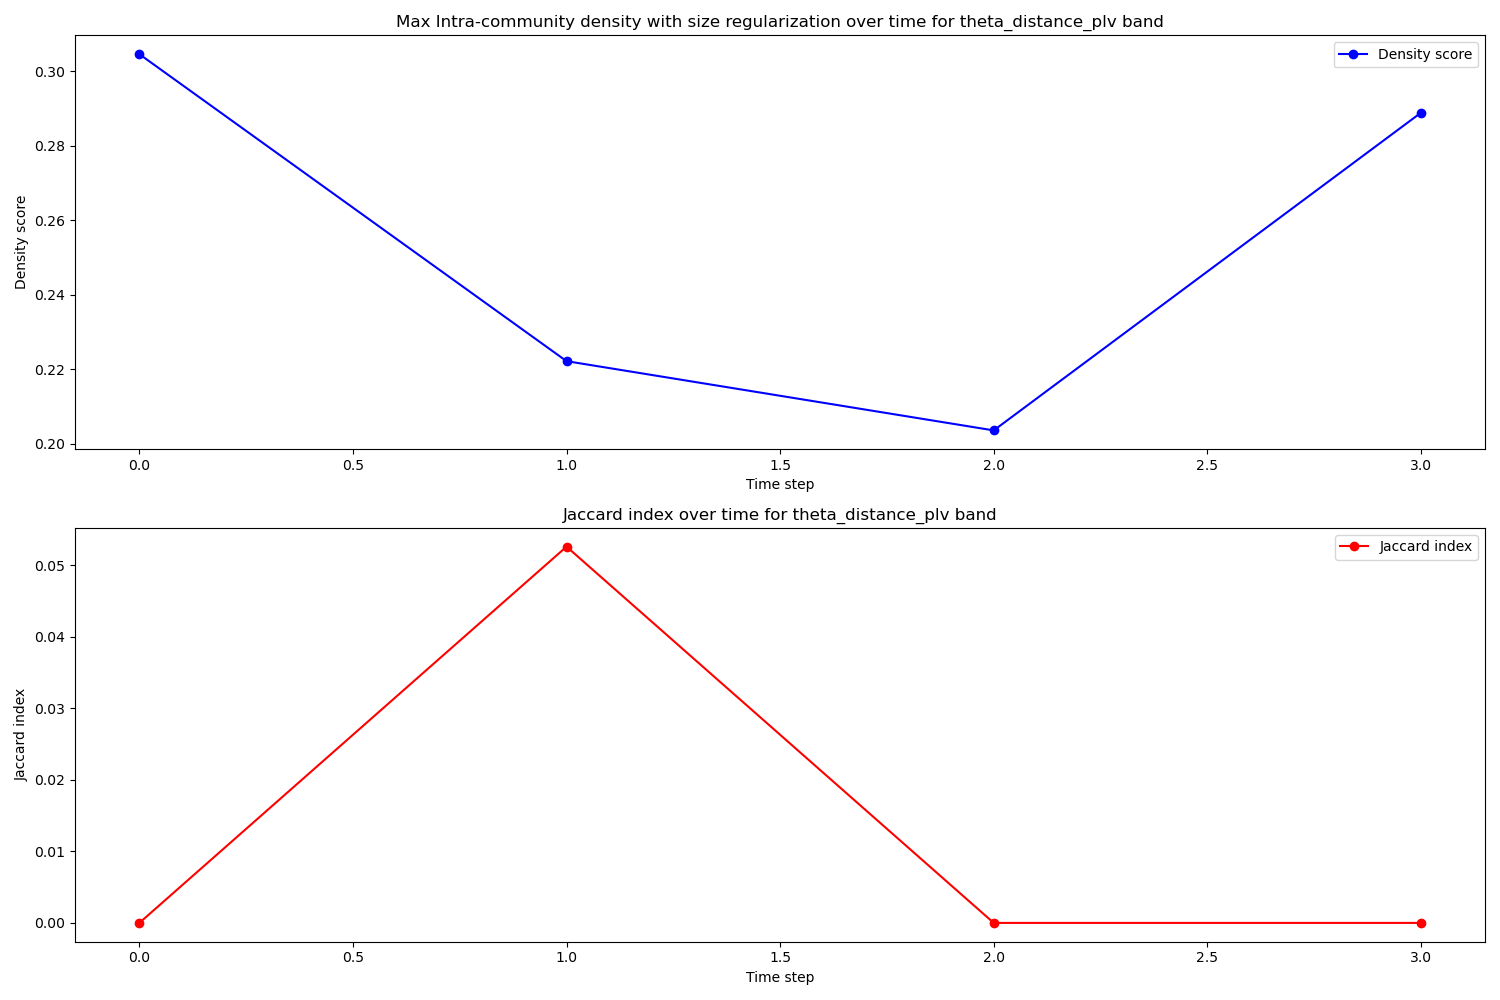 Max Intra-community density with size regularization over time for theta_distance_plv band
Density score
0.30
0.28
0.26
0.24
0.22
0.20
Density score
0.0 0.5 1.0 1.5 2.0 2.5 3.0
Time step
Jaccard index over time for theta_distance_plv band
Jaccard index
0.05
0.04
0.03
0.02
0.01
0.00
Jaccard index
0.0 0.5 1.0 1.5 2.0 2.5 3.0
Time step